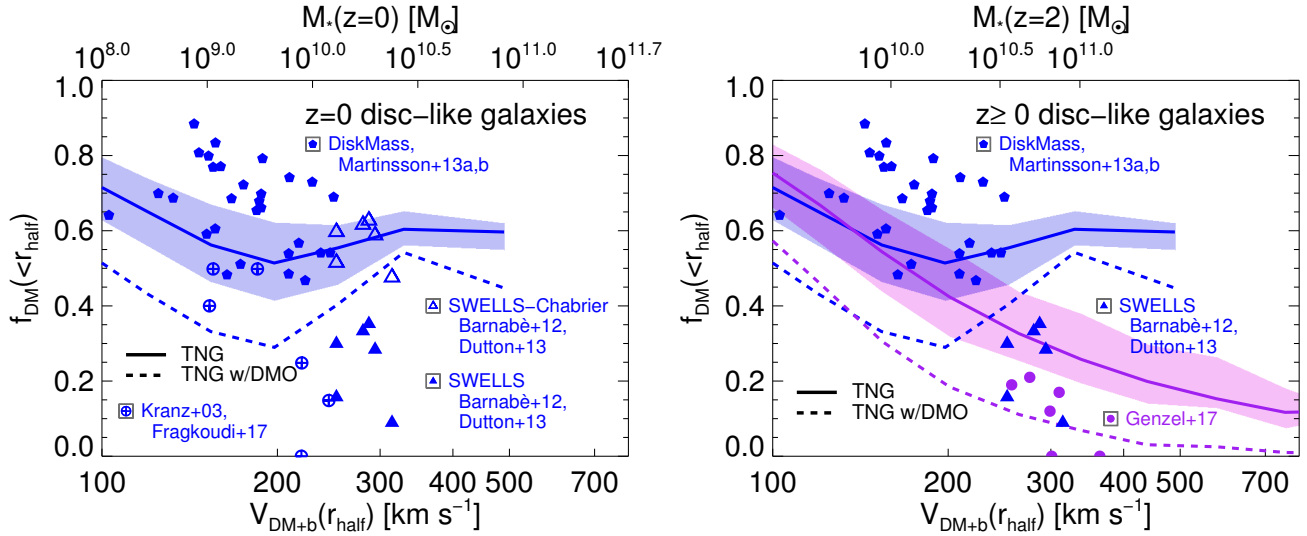 M*(z=0) [M⊙]
10^8.0 10^9.0 10^10.0 10^10.5 10^11.0 10^11.7
z=0 disc-like galaxies
DiskMass,
Martinsson+13a,b
SWELLS-Chabrier
Barnabè+12,
Dutton+13
SWELLS
Barnabè+12,
Dutton+13
TNG
TNG w/DMO
Kranz+03,
Fragkoudi+17
f_DM(<r_half)
1.0
0.8
0.6
0.4
0.2
0.0
100 200 300 400 500 700
V_DM+b(r_half) [km s^-1]
M*(z=2) [M⊙]
10^10.0 10^10.5 10^11.0
z≥ 0 disc-like galaxies
DiskMass,
Martinsson+13a,b
SWELLS
Barnabè+12,
Dutton+13
TNG
TNG w/DMO
Genzel+17
f_DM(<r_half)
1.0
0.8
0.6
0.4
0.2
0.0
100 200 300 400 500 700
V_DM+b(r_half) [km s^-1]